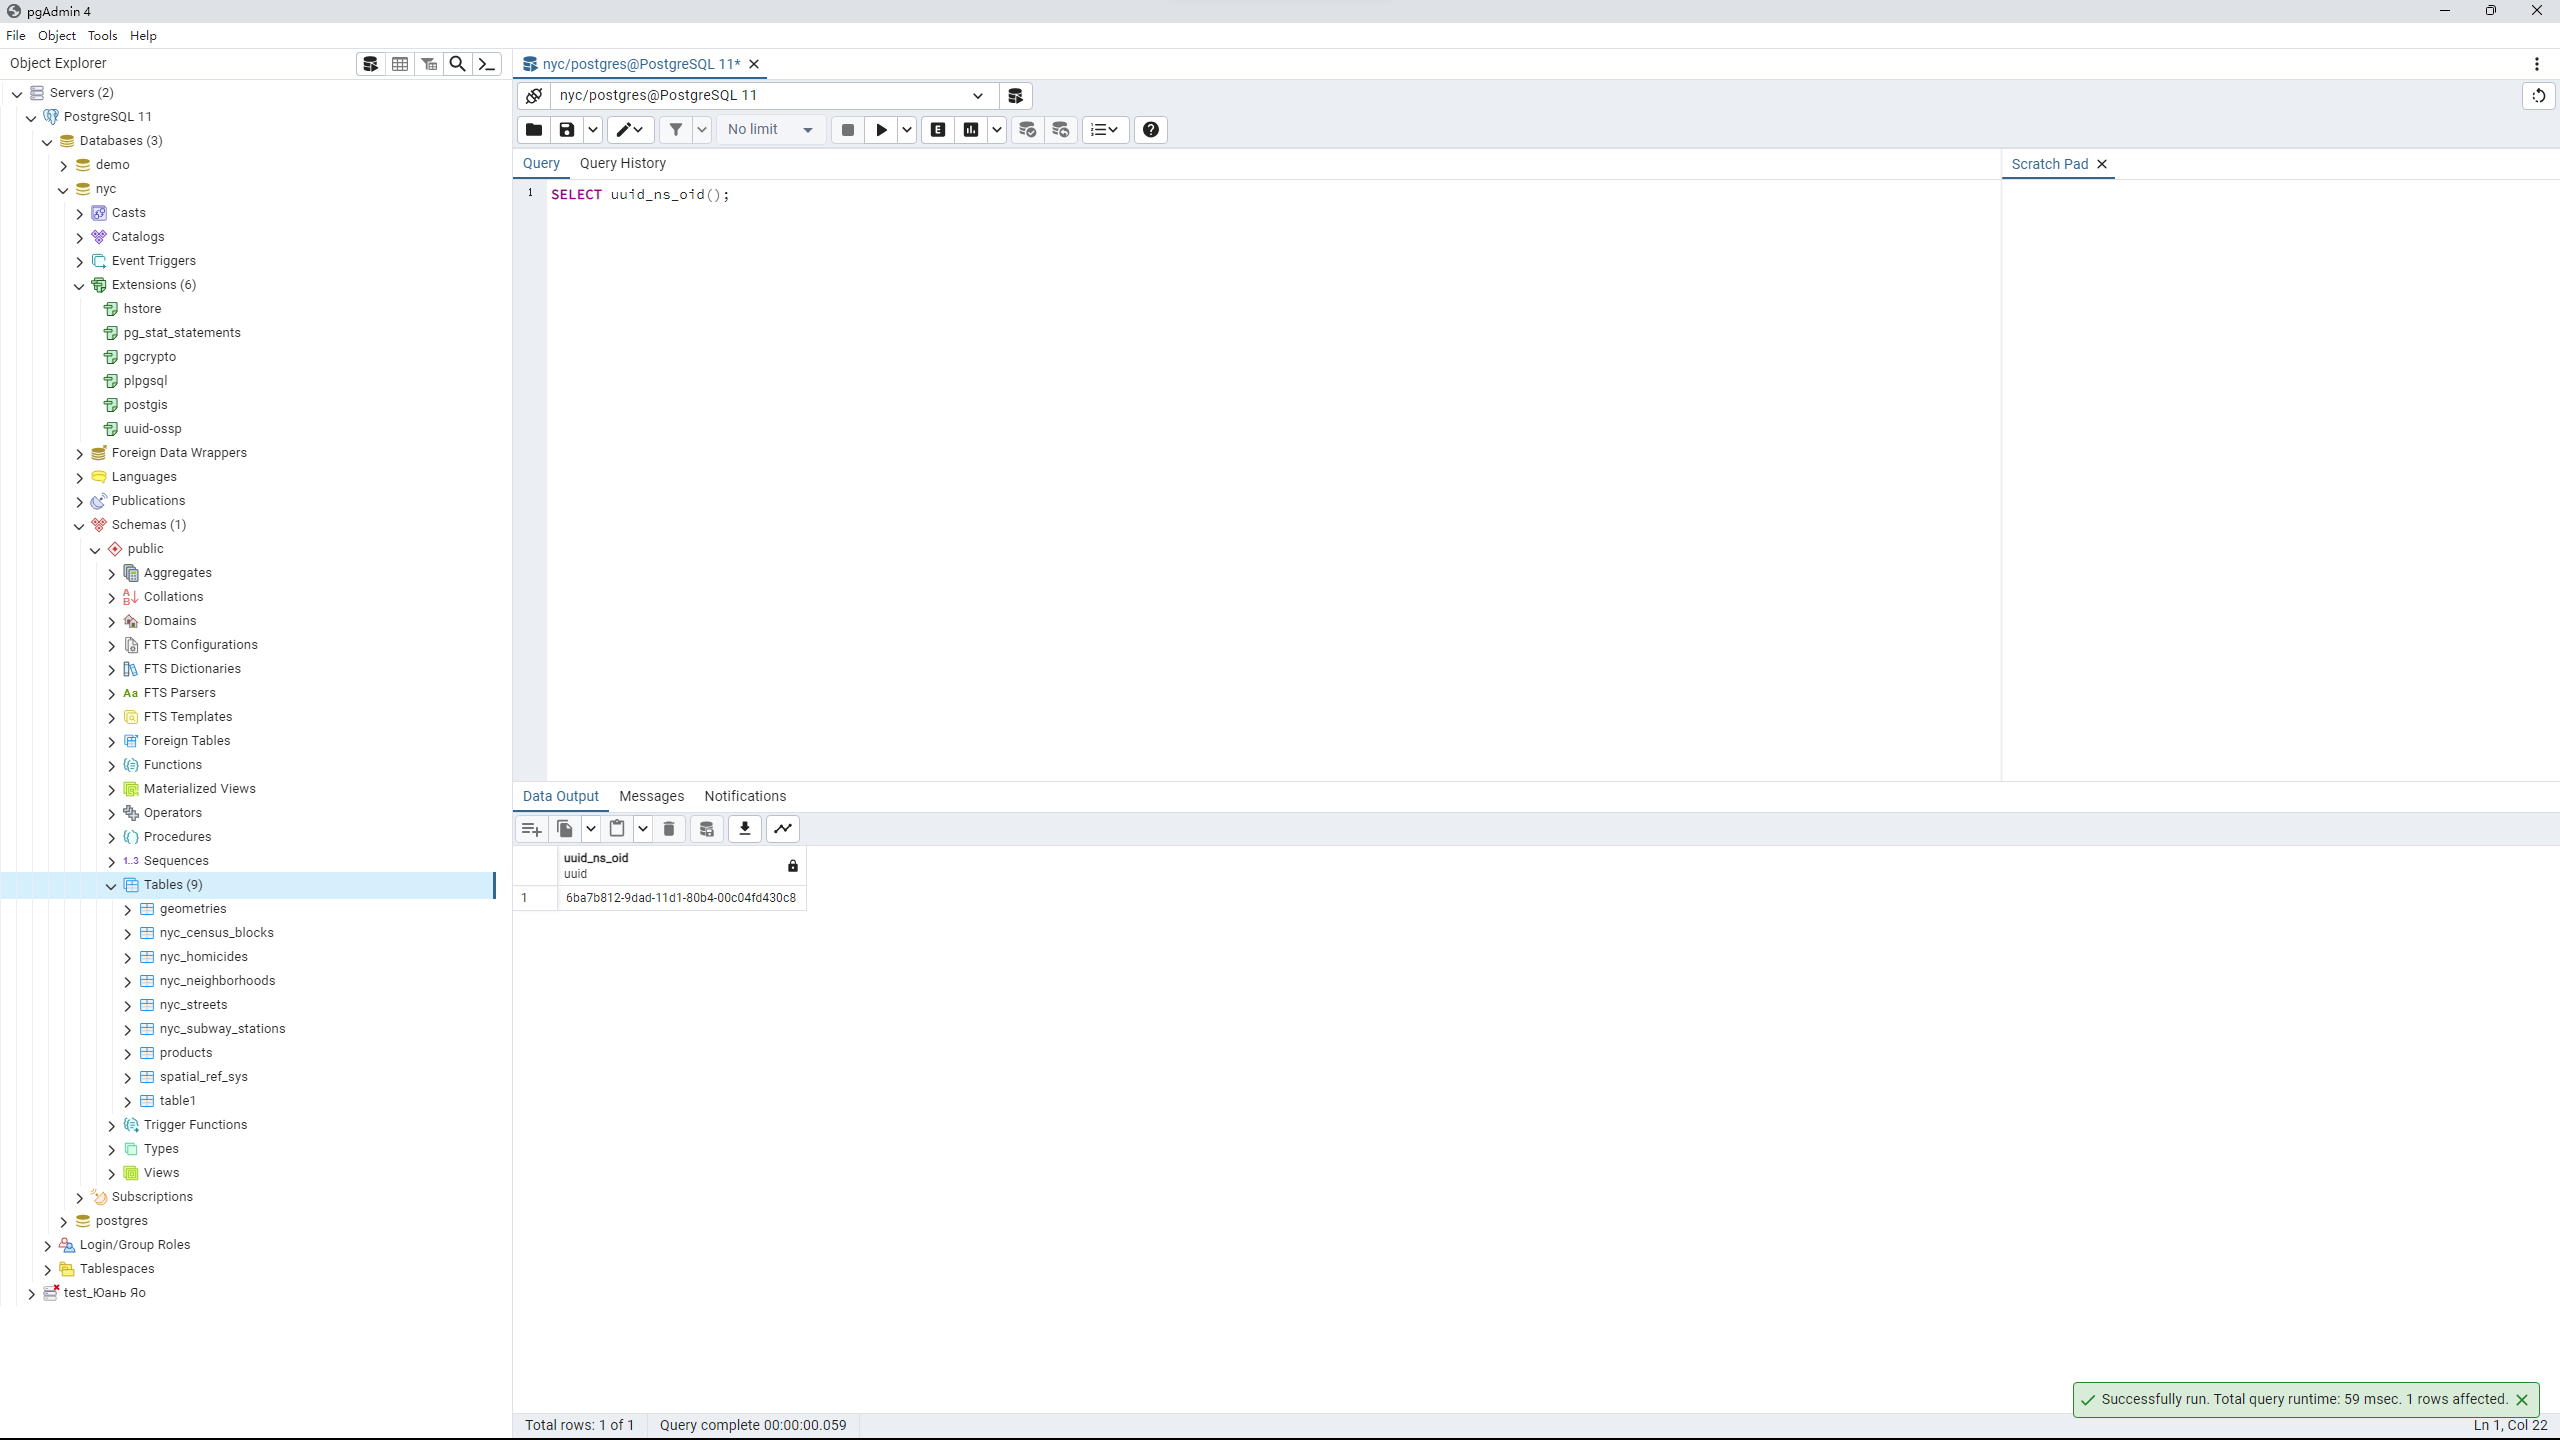 pgAdmin 4
File Object Tools Help
Object Explorer
nyc/postgres@PostgreSQL 11*
Servers (2)
PostgreSQL 11
Databases (3)
demo
nyc
Casts
Catalogs
Event Triggers
Extensions (6)
hstore
pg_stat_statements
pgcrypto
plpgsql
postgis
uuid-ossp
Foreign Data Wrappers
Languages
Publications
Schemas (1)
public
Aggregates
Collations
Domains
FTS Configurations
FTS Dictionaries
Aa FTS Parsers
FTS Templates
Foreign Tables
Functions
Materialized Views
Operators
Procedures
1..3 Sequences
Tables (9)
geometries
nyc_census_blocks
nyc_homicides
nyc_neighborhoods
nyc_streets
nyc_subway_stations
products
spatial_ref_sys
table1
Trigger Functions
Types
Views
Subscriptions
postgres
Login/Group Roles
Tablespaces
test_Юань Яо
nyc/postgres@PostgreSQL 11
No limit
E
Query Query History
Scratch Pad
1 SELECT uuid_ns_oid();
Data Output Messages Notifications
uuid_ns_oid
uuid
1 6ba7b812-9dad-11d1-80b4-00c04fd430c8
Successfully run. Total query runtime: 59 msec. 1 rows affected.
Total rows: 1 of 1 Query complete 00:00:00.059
Ln 1, Col 22